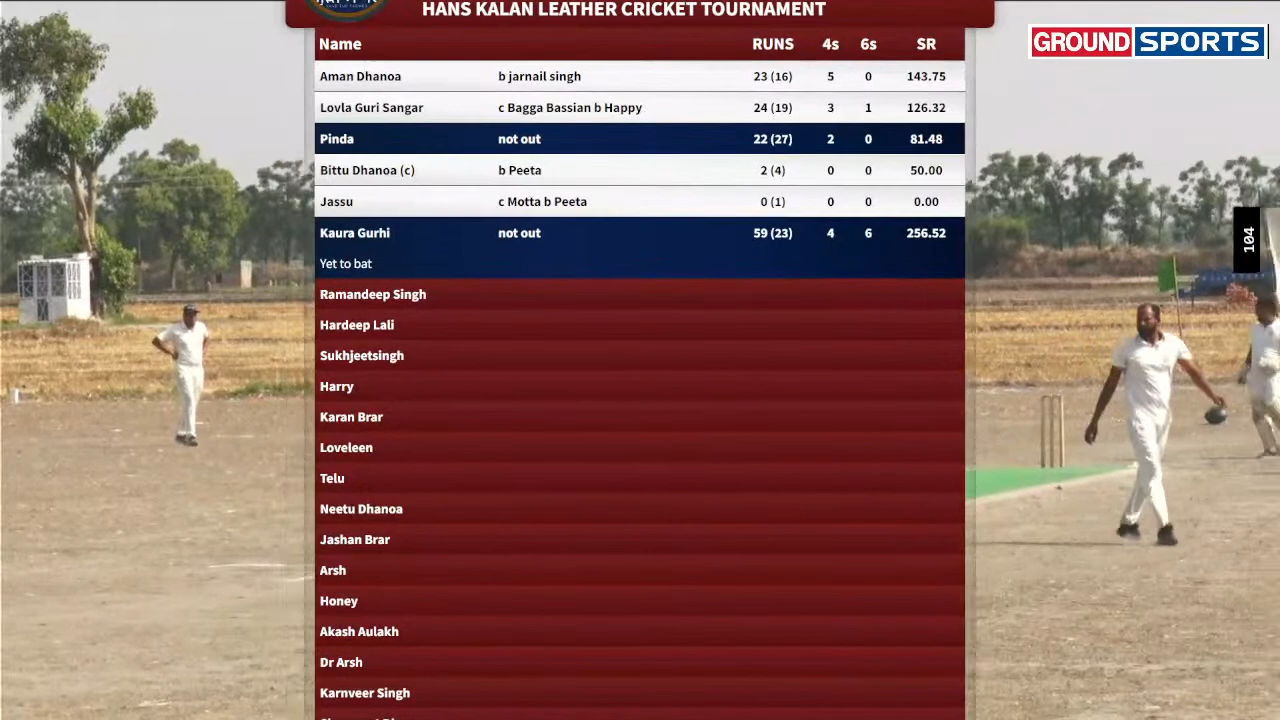 HANS KALAN LEATHER CRICKET TOURNAMENT
GROUND SPORTS
Name RUNS 4s 6s SR
Aman Dhanoa b jarnail singh 23 (16) 5 0 143.75
Lovla Guri Sangar c Bagga Bassian b Happy 24 (19) 3 1 126.32
Pinda not out 22 (27) 2 0 81.48
Bittu Dhanoa (c) b Peeta 2 (4) 0 0 50.00
Jassu c Motta b Peeta 0 (1) 0 0 0.00
Kaura Gurhi not out 59 (23) 4 6 256.52
104
Yet to bat
Ramandeep Singh
Hardeep Lali
Sukhjeetsingh
Harry
Karan Brar
Loveleen
Telu
Neetu Dhanoa
Jashan Brar
Arsh
Honey
Akash Aulakh
Dr Arsh
Karnveer Singh